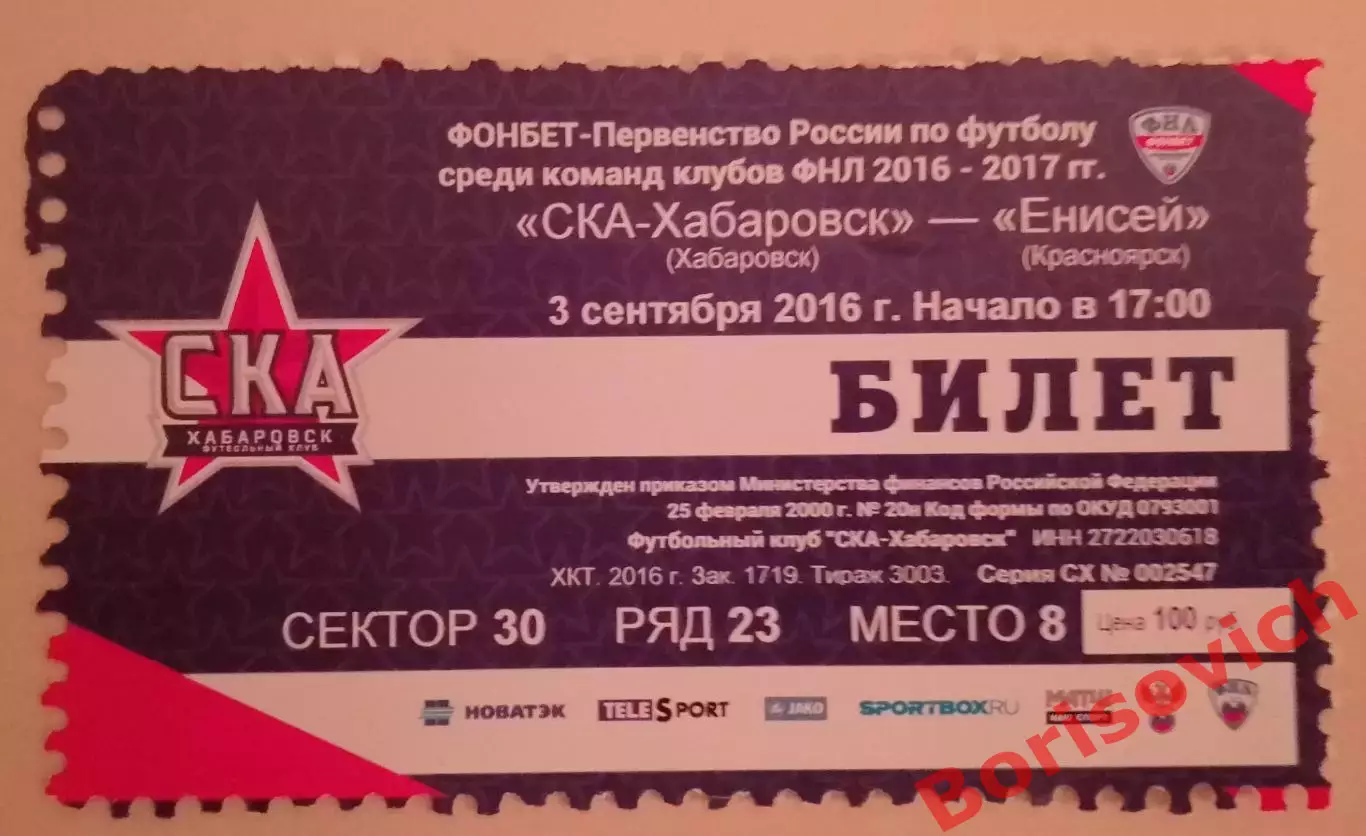 ФОНБЕТ-Первенство России по футболу
среди команд клубов ФНЛ 2016 - 2017 гг.
«СКА-Хабаровск» — «Енисей»
(Хабаровск) (Красноярск)
3 сентября 2016 г. Начало в 17:00
СКА
ХАБАРОВСК
ФУТБОЛЬНЫЙ КЛУБ
БИЛЕТ
Утвержден приказом Министерства финансов Российской Федерации
25 февраля 2000 г. № 20н Код формы по ОКУД 0793001
Футбольный клуб "СКА-Хабаровск" ИНН 2722030618
ХКТ. 2016 г. Зак. 1719. Тираж 3003. Серия СХ № 002547
СЕКТОР 30 РЯД 23 МЕСТО 8 Цена 100 руб
НОВАТЭК TELESPORT JAKO SPORTBOX.RU МАТЧ!
Borisovich